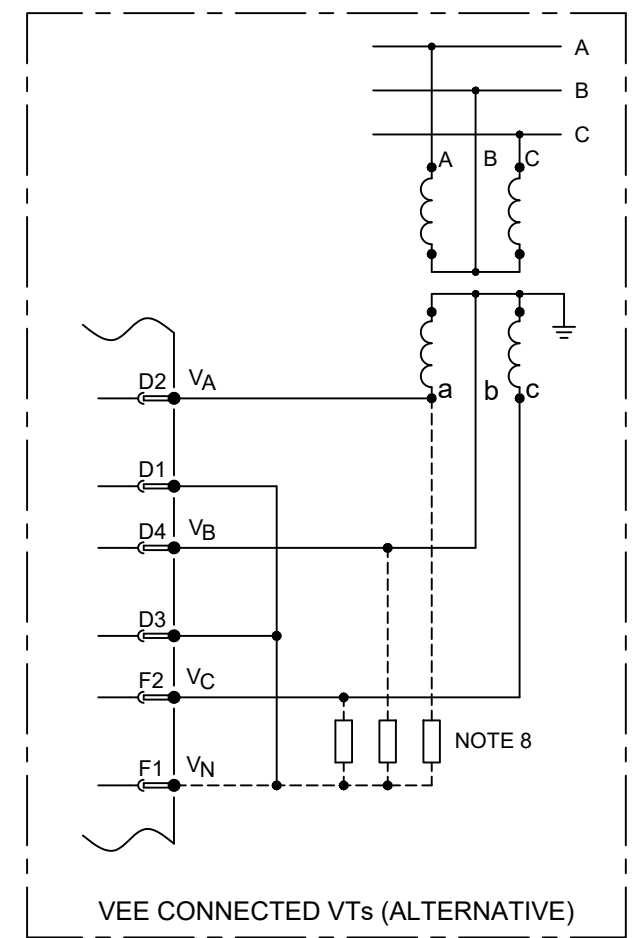 A
B
C
A B C
a b c
D2 VA
D1
D4 VB
D3
F2 VC
NOTE 8
F1 VN
VEE CONNECTED VTs (ALTERNATIVE)